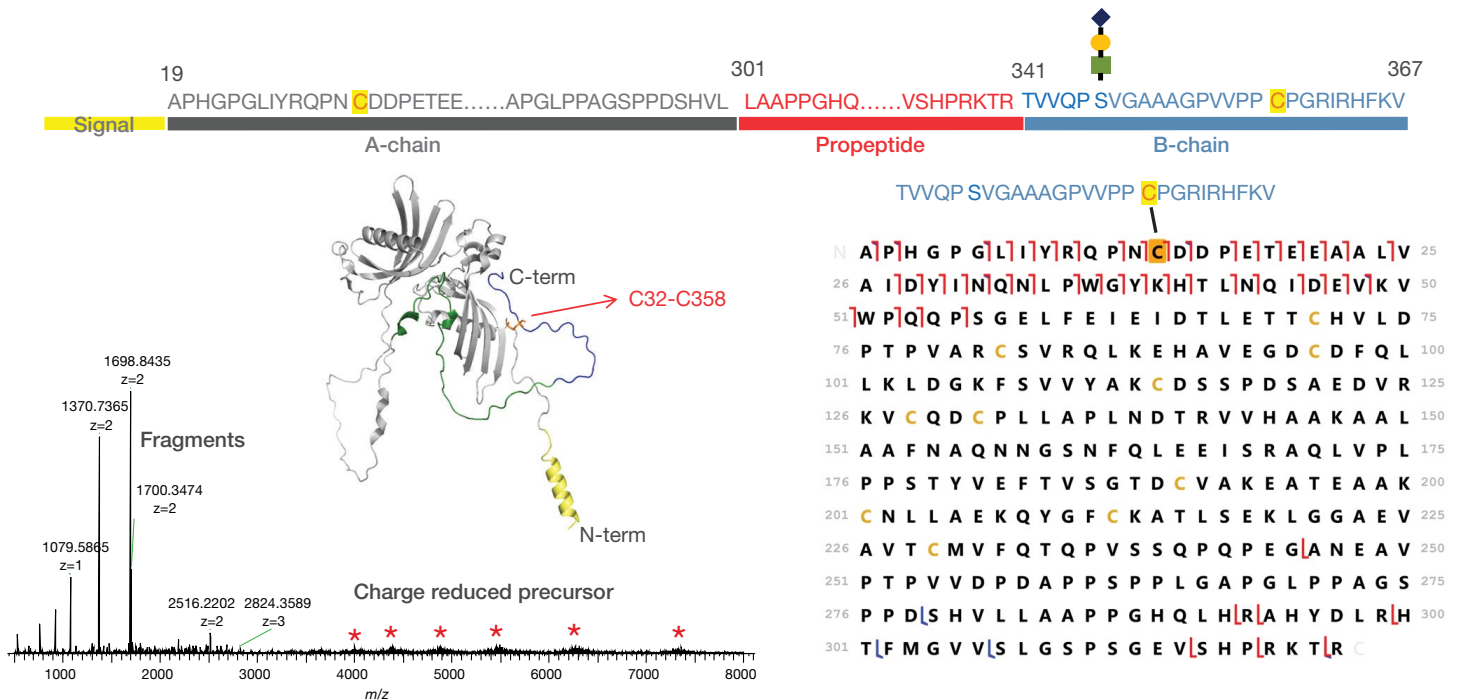 19
301
341
367
APHGPGLIYRQPN C DDPETEE......APGLPPAGSPPDSHVL
LAAPPGHQ......VSHPRKTR
TVVQP SVGAAAGPVVPP C PGRIRHFKV
Signal
A-chain
Propeptide
B-chain
TVVQP SVGAAAGPVVPP C PGRIRHFKV
C-term
C32-C358
N-term
N A P H G P G L I Y R Q P N C D D P E T E E A A L V 25
26 A I D Y I N Q N L P W G Y K H T L N Q I D E V K V 50
51 W P Q Q P S G E L F E I E I D T L E T T C H V L D 75
76 P T P V A R C S V R Q L K E H A V E G D C D F Q L 100
101 L K L D G K F S V V Y A K C D S S P D S A E D V R 125
126 K V C Q D C P L L A P L N D T R V V H A A K A A L 150
151 A A F N A Q N N G S N F Q L E E I S R A Q L V P L 175
176 P P S T Y V E F T V S G T D C V A K E A T E A A K 200
201 C N L L A E K Q Y G F C K A T L S E K L G G A E V 225
226 A V T C M V F Q T Q P V S S Q P Q P E G A N E A V 250
251 P T P V V D P D A P P S P P L G A P G L P P A G S 275
276 P P D S H V L L A A P P G H Q L H R A H Y D L R H 300
301 T F M G V V S L G S P S G E V S H P R K T R C
1698.8435
z=2
1370.7365
z=2
Fragments
1700.3474
z=2
1079.5865
z=1
2516.2202
z=2
2824.3589
z=3
Charge reduced precursor
* * * * * *
1000 2000 3000 4000 5000 6000 7000 8000
m/z